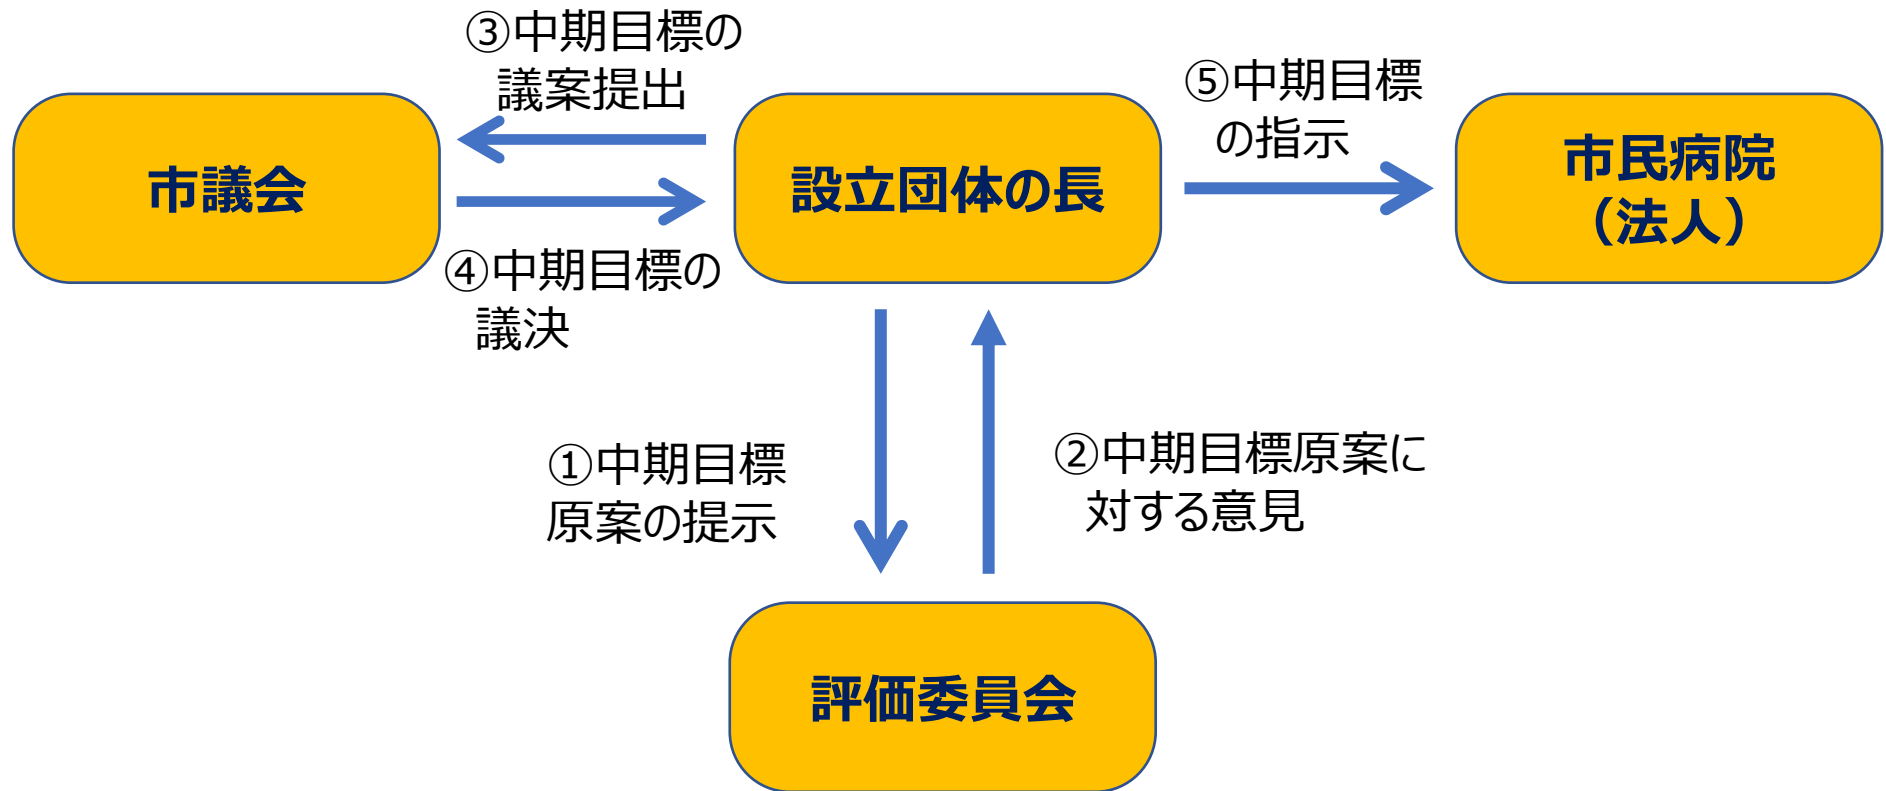 ③中期目標の
議案提出
⑤中期目標
の指示
市議会
設立団体の長
市民病院
（法人）
④中期目標の
議決
①中期目標
原案の提示
②中期目標原案に
対する意見
評価委員会